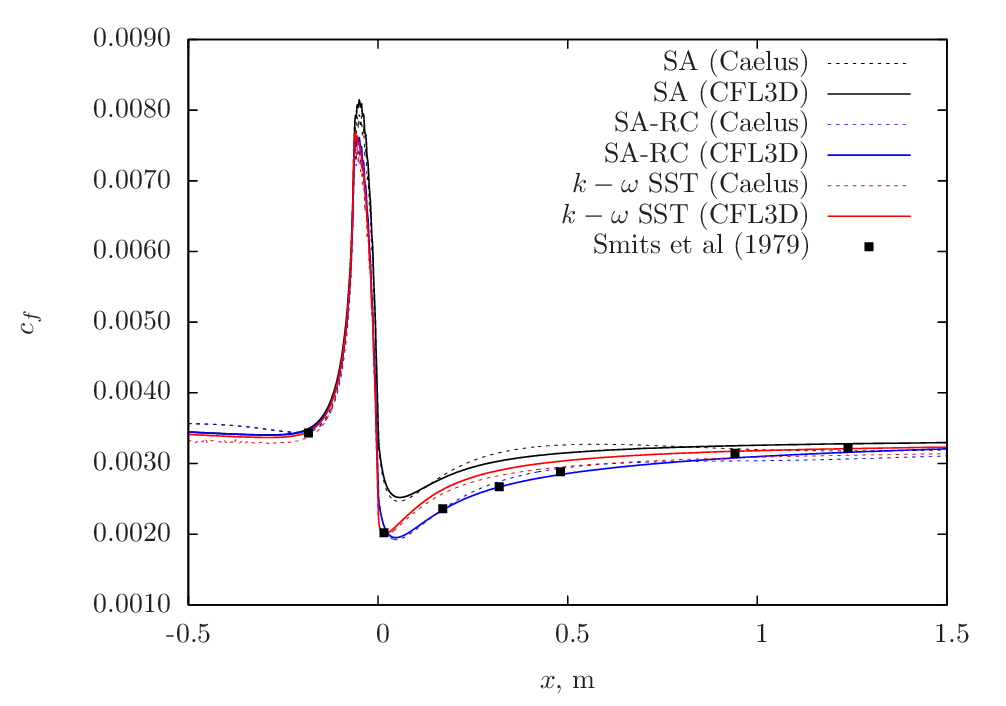 0.0090
0.0080
0.0070
0.0060
0.0050
0.0040
0.0030
0.0020
0.0010
-0.5
0
0.5
1
1.5
c_f
x, m
SA (Caelus)
SA (CFL3D)
SA-RC (Caelus)
SA-RC (CFL3D)
k − ω SST (Caelus)
k − ω SST (CFL3D)
Smits et al (1979)